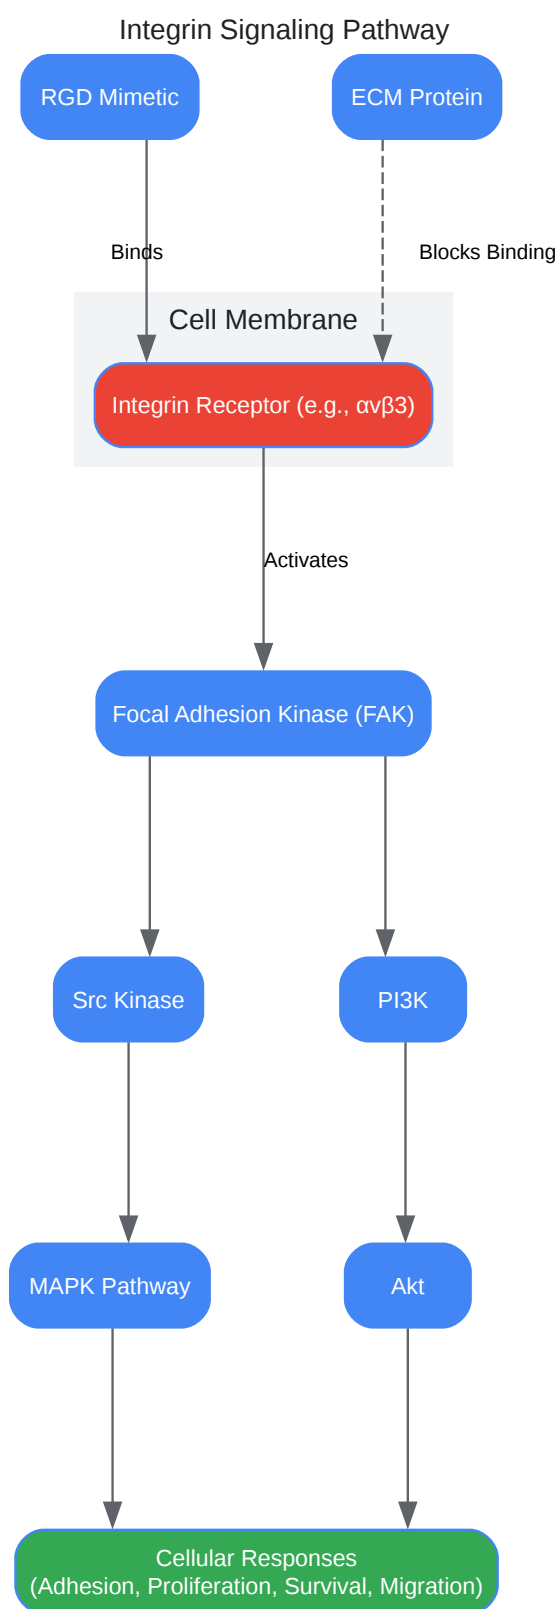 Integrin Signaling Pathway
RGD Mimetic
ECM Protein
Binds
Blocks Binding
Cell Membrane
Integrin Receptor (e.g., αvβ3)
Activates
Focal Adhesion Kinase (FAK)
Src Kinase
PI3K
MAPK Pathway
Akt
Cellular Responses
(Adhesion, Proliferation, Survival, Migration)